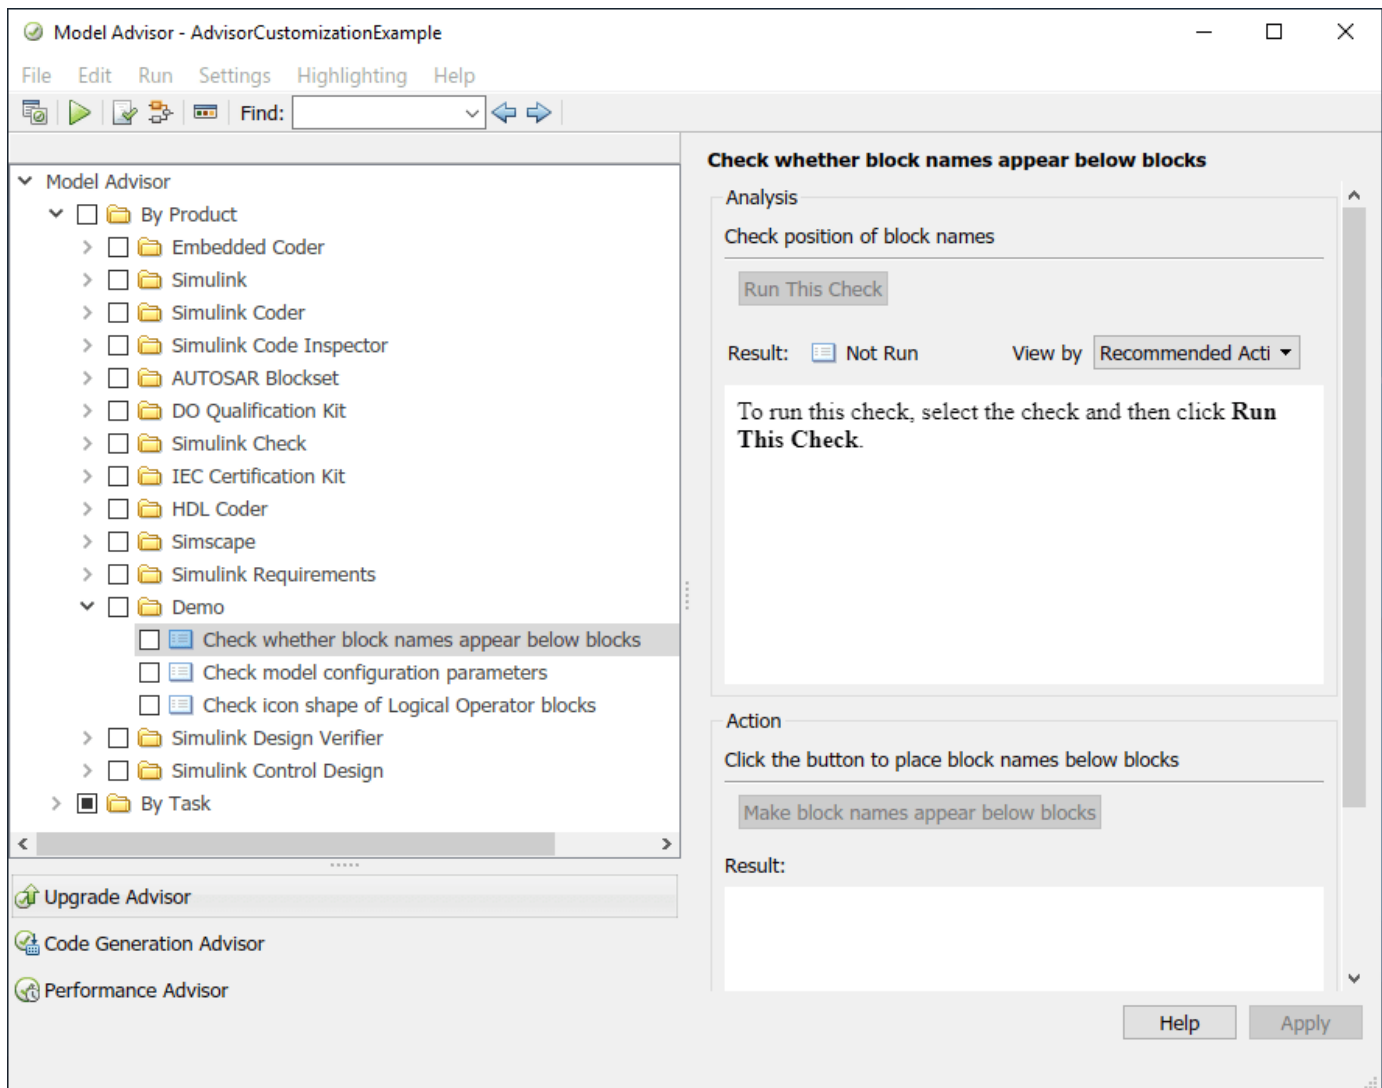 Model Advisor - AdvisorCustomizationExample
File Edit Run Settings Highlighting Help
Find:
Model Advisor
By Product
Embedded Coder
Simulink
Simulink Coder
Simulink Code Inspector
AUTOSAR Blockset
DO Qualification Kit
Simulink Check
IEC Certification Kit
HDL Coder
Simscape
Simulink Requirements
Demo
Check whether block names appear below blocks
Check model configuration parameters
Check icon shape of Logical Operator blocks
Simulink Design Verifier
Simulink Control Design
By Task
Upgrade Advisor
Code Generation Advisor
Performance Advisor
Check whether block names appear below blocks
Analysis
Check position of block names
Run This Check
Result: Not Run View by Recommended Acti
To run this check, select the check and then click Run
This Check.
Action
Click the button to place block names below blocks
Make block names appear below blocks
Result:
Help Apply